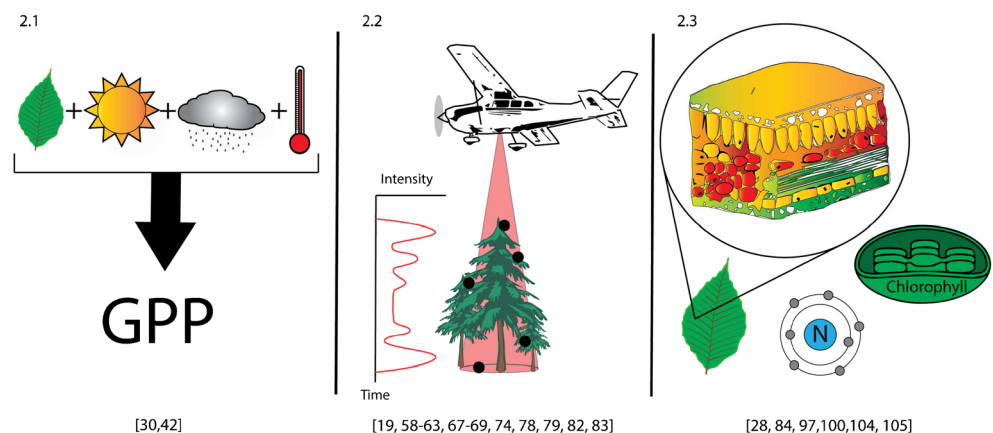 2.1
GPP
[30,42]
2.2
Intensity
Time
[19, 58-63, 67-69, 74, 78, 79, 82, 83]
2.3
Chlorophyll
N
[28, 84, 97,100,104, 105]